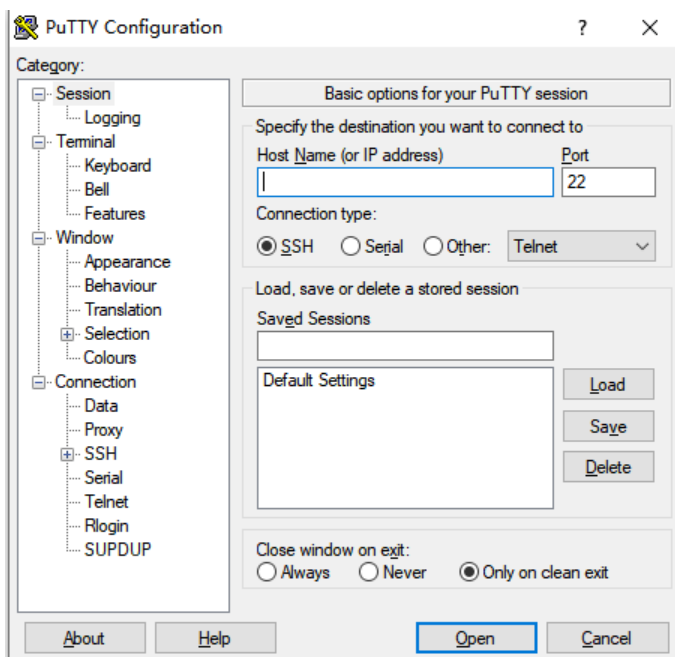 PuTTY Configuration
?
Category:
Session
Logging
Terminal
Keyboard
Bell
Features
Window
Appearance
Behaviour
Translation
Selection
Colours
Connection
Data
Proxy
SSH
Serial
Telnet
Rlogin
SUPDUP
Basic options for your PuTTY session
Specify the destination you want to connect to
Host Name (or IP address) Port
22
Connection type:
SSH Serial Other: Telnet
Load, save or delete a stored session
Saved Sessions
Default Settings
Load
Save
Delete
Close window on exit:
Always Never Only on clean exit
About Help Open Cancel